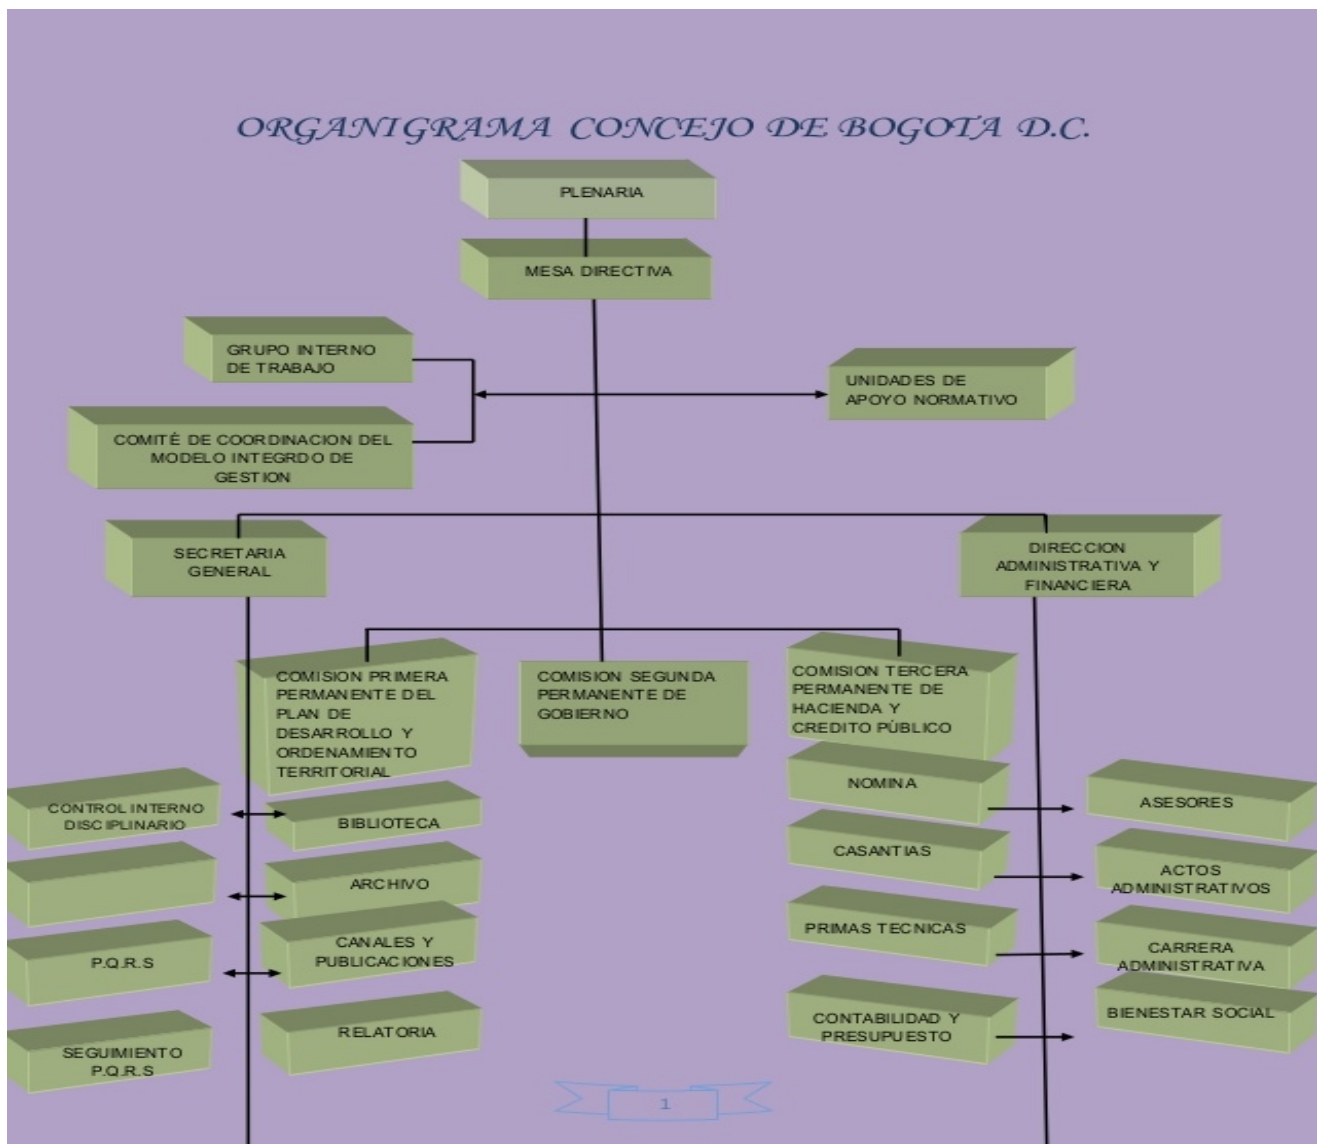 ORGANIGRAMA CONCEJO DE BOGOTA D.C.
PLENARIA
MESA DIRECTIVA
GRUPO INTERNO
DE TRABAJO
UNIDADES DE
APOYO NORMATIVO
COMITÉ DE COORDINACION DEL
MODELO INTEGRDO DE
GESTION
SECRETARIA
GENERAL
DIRECCION
ADMINISTRATIVA Y
FINANCIERA
COMISION PRIMERA
PERMANENTE DEL
PLAN DE
DESARROLLO Y
ORDENAMIENTO
TERRITORIAL
COMISION SEGUNDA
PERMANENTE DE
GOBIERNO
COMISION TERCERA
PERMANENTE DE
HACIENDA Y
CREDITO PÚBLICO
CONTROL INTERNO
DISCIPLINARIO
BIBLIOTECA
NOMINA
ASESORES
ARCHIVO
CASANTIAS
ACTOS
ADMINISTRATIVOS
P.Q.R.S
CANALES Y
PUBLICACIONES
PRIMAS TECNICAS
CARRERA
ADMINISTRATIVA
SEGUIMIENTO
P.Q.R.S
RELATORIA
CONTABILIDAD Y
PRESUPUESTO
BIENESTAR SOCIAL
1